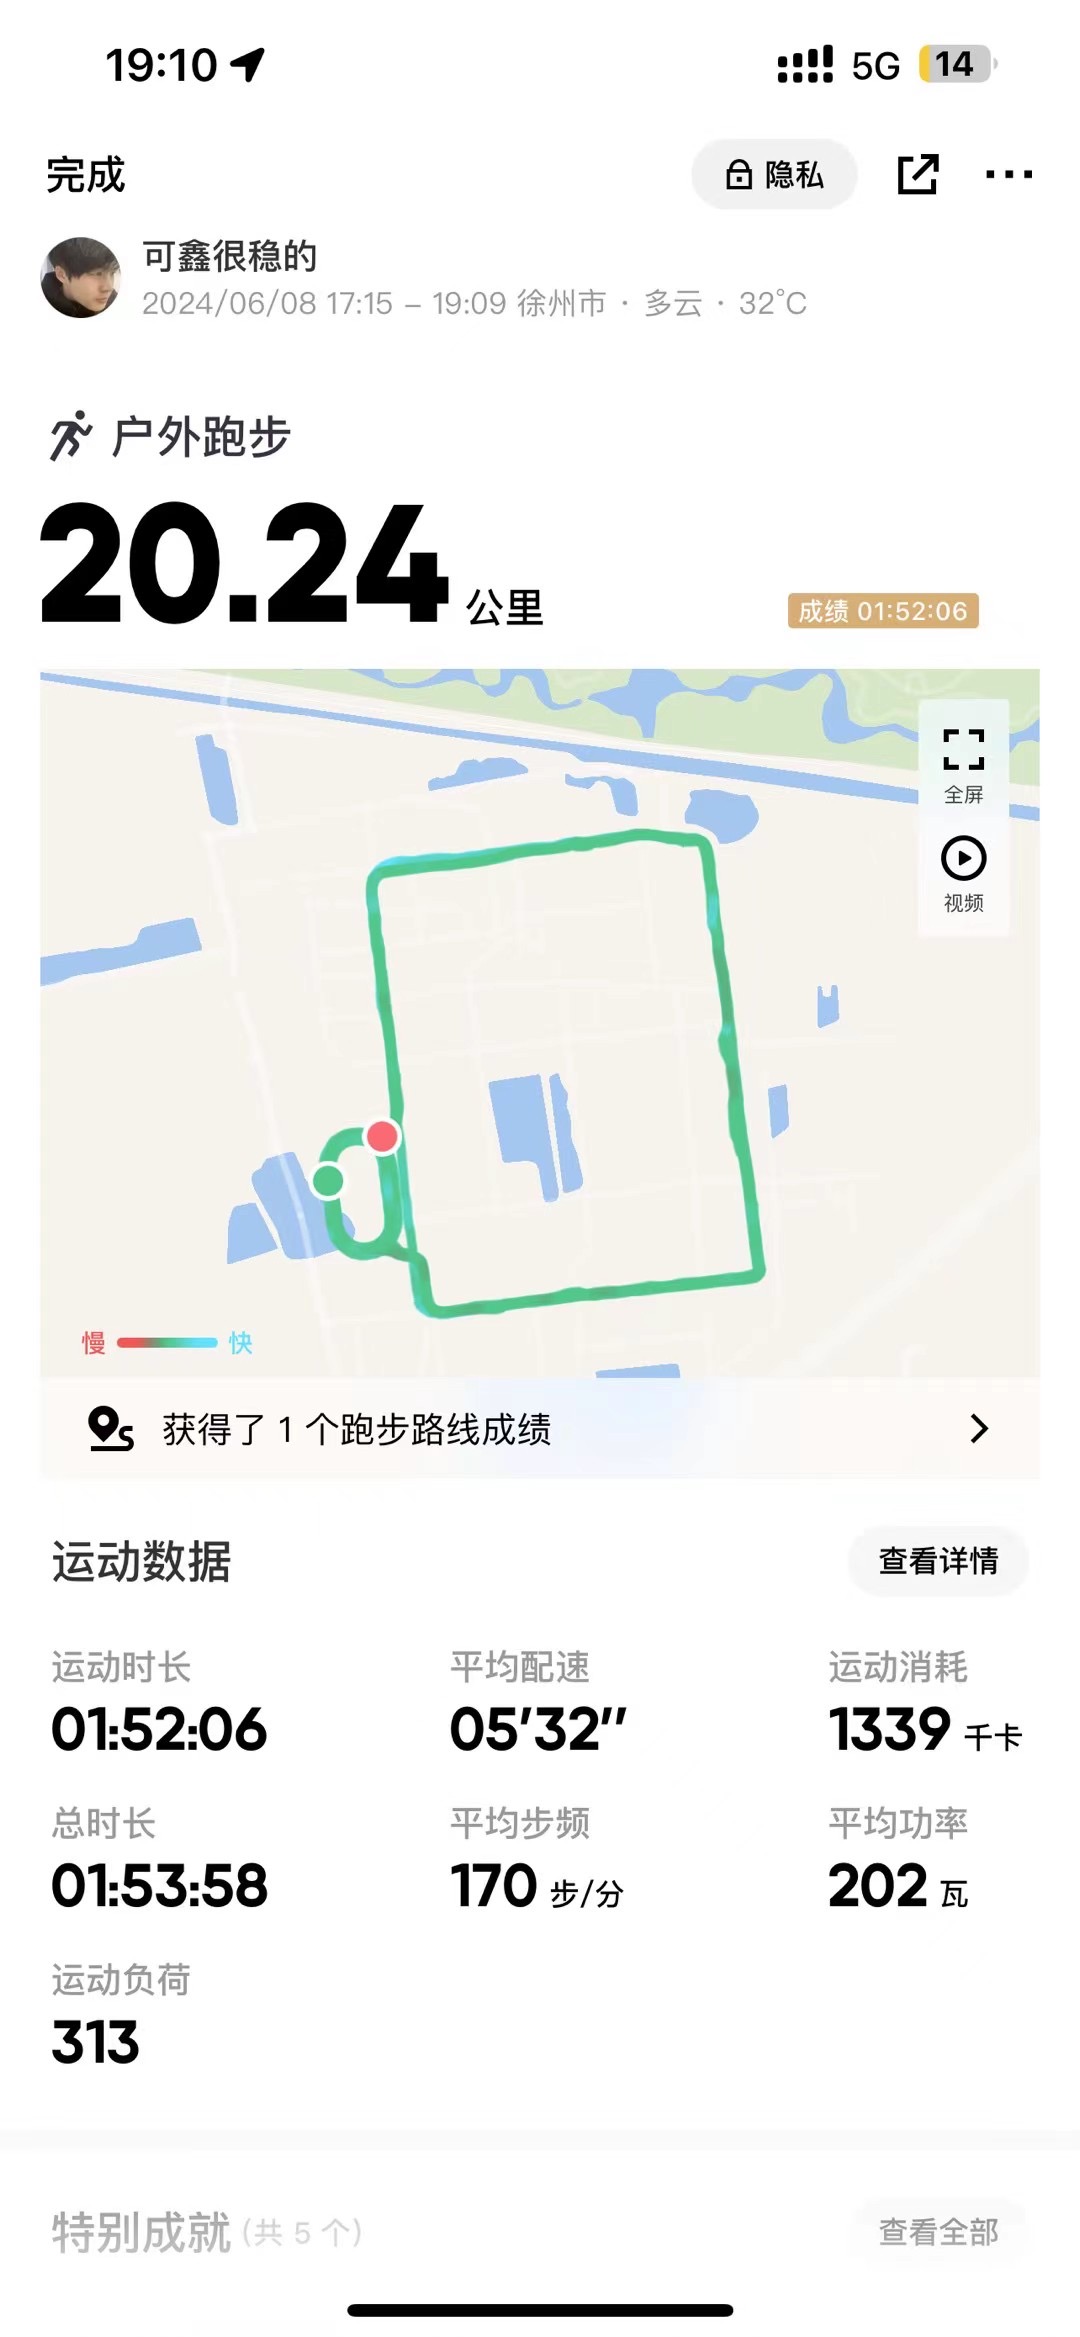 19:10 5G 14
完成 隐私
可鑫很稳的
2024/06/08 17:15 – 19:09 徐州市 · 多云 · 32°C
户外跑步
20.24 公里 成绩 01:52:06
全屏
视频
慢 快
获得了 1 个跑步路线成绩
运动数据 查看详情
运动时长 平均配速 运动消耗
01:52:06 05'32'' 1339 千卡
总时长 平均步频 平均功率
01:53:58 170 步/分 202 瓦
运动负荷
313
特别成就 (共 5 个) 查看全部